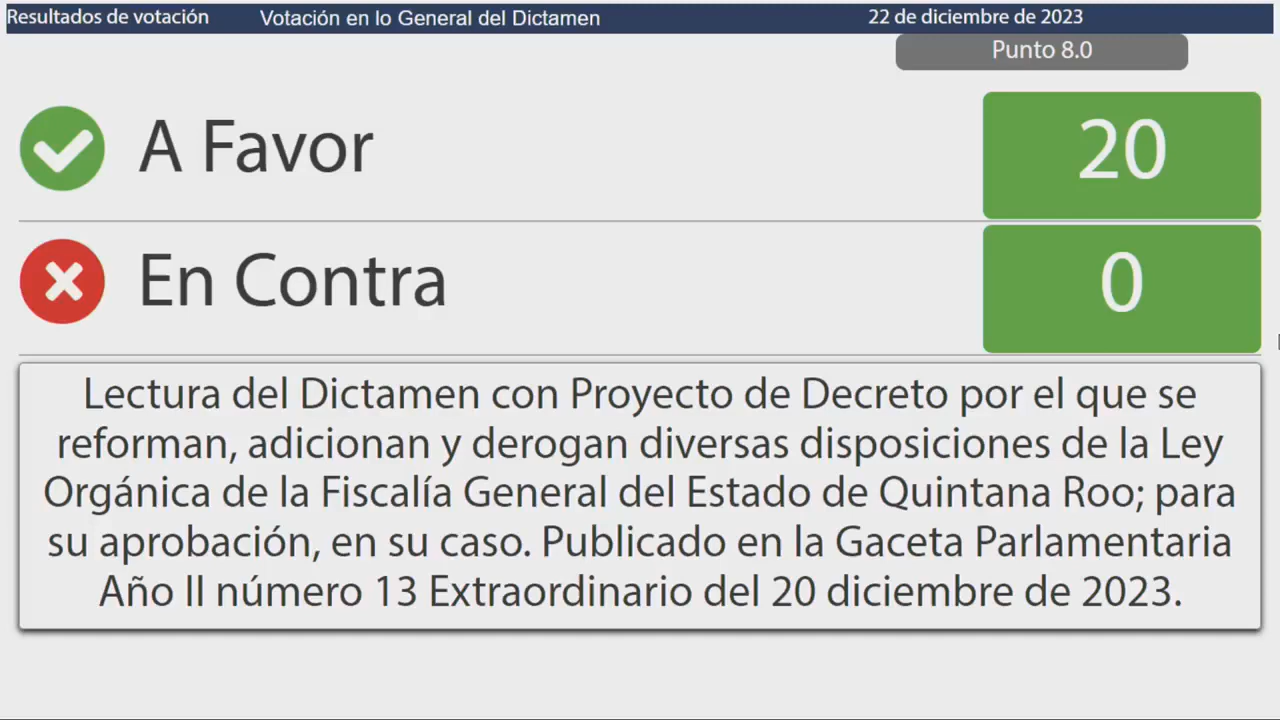 Resultados de votación Votación en lo General del Dictamen 22 de diciembre de 2023
Punto 8.0
A Favor 20
En Contra 0
Lectura del Dictamen con Proyecto de Decreto por el que se
reforman, adicionan y derogan diversas disposiciones de la Ley
Orgánica de la Fiscalía General del Estado de Quintana Roo; para
su aprobación, en su caso. Publicado en la Gaceta Parlamentaria
Año II número 13 Extraordinario del 20 diciembre de 2023.